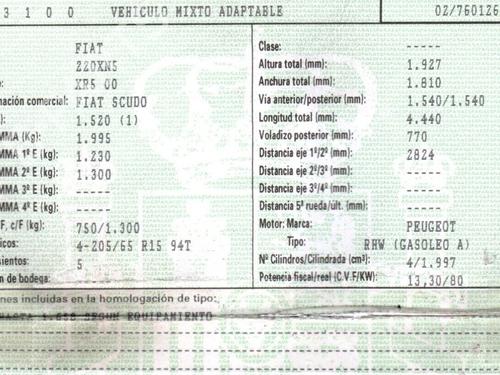 3 1 0 0 VEHICULO MIXTO ADAPTABLE 02/760126
FIAT
220XN5
XR5 00
nación comercial: FIAT SCUDO
): 1.520 (1)
MMA (Kg): 1.995
MMA 1º E (kg): 1.230
MMA 2º E (kg): 1.300
MMA 3º E (kg): -----
MMA 4º E (kg): -----
F, c/F (kg): 750/1.300
icos: 4-205/65 R15 94T
sientos: 5
n de bodega: -----
Clase: -----
Altura total (mm): 1.927
Anchura total (mm): 1.810
Vía anterior/posterior (mm): 1.540/1.540
Longitud total (mm): 4.440
Voladizo posterior (mm): 770
Distancia eje 1º/2º (mm): 2824
Distancia eje 2º/3º (mm): -----
Distancia eje 3º/4º (mm): -----
Distancia 5ª rueda/ult. (mm): -----
Motor: Marca: PEUGEOT
Tipo: RHW (GASOLEO A)
Nº Cilindros/Cilindrada (cm³): 4/1.997
Potencia fiscal/real (C.V.F/KW): 13,30/80
nes incluidas en la homologación de tipo:
HASTA 1.630 SEGUN EQUIPAMIENTO